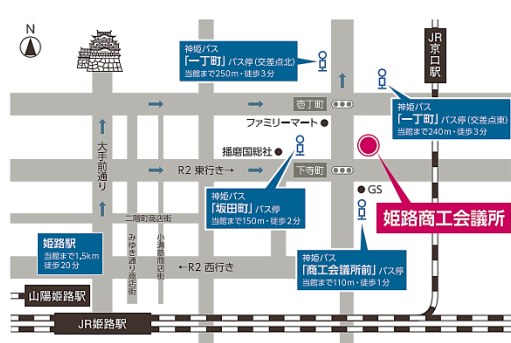 N
神姫バス
「一丁町」バス停(交差点北)
当館まで250m・徒歩3分
JR京口駅
神姫バス
「一丁町」バス停(交差点東)
当館まで240m・徒歩3分
壱丁町
ファミリーマート
播磨国総社
大手前通り
R2 東行き→
下寺町
GS
神姫バス
「坂田町」バス停
当館まで150m・徒歩2分
姫路商工会議所
二階町商店街
みゆき通り商店街
小溝筋商店街
姫路駅
当館まで1.5km
徒歩20分
←R2 西行き
神姫バス
「商工会議所前」バス停
当館まで110m・徒歩1分
山陽姫路駅
JR姫路駅